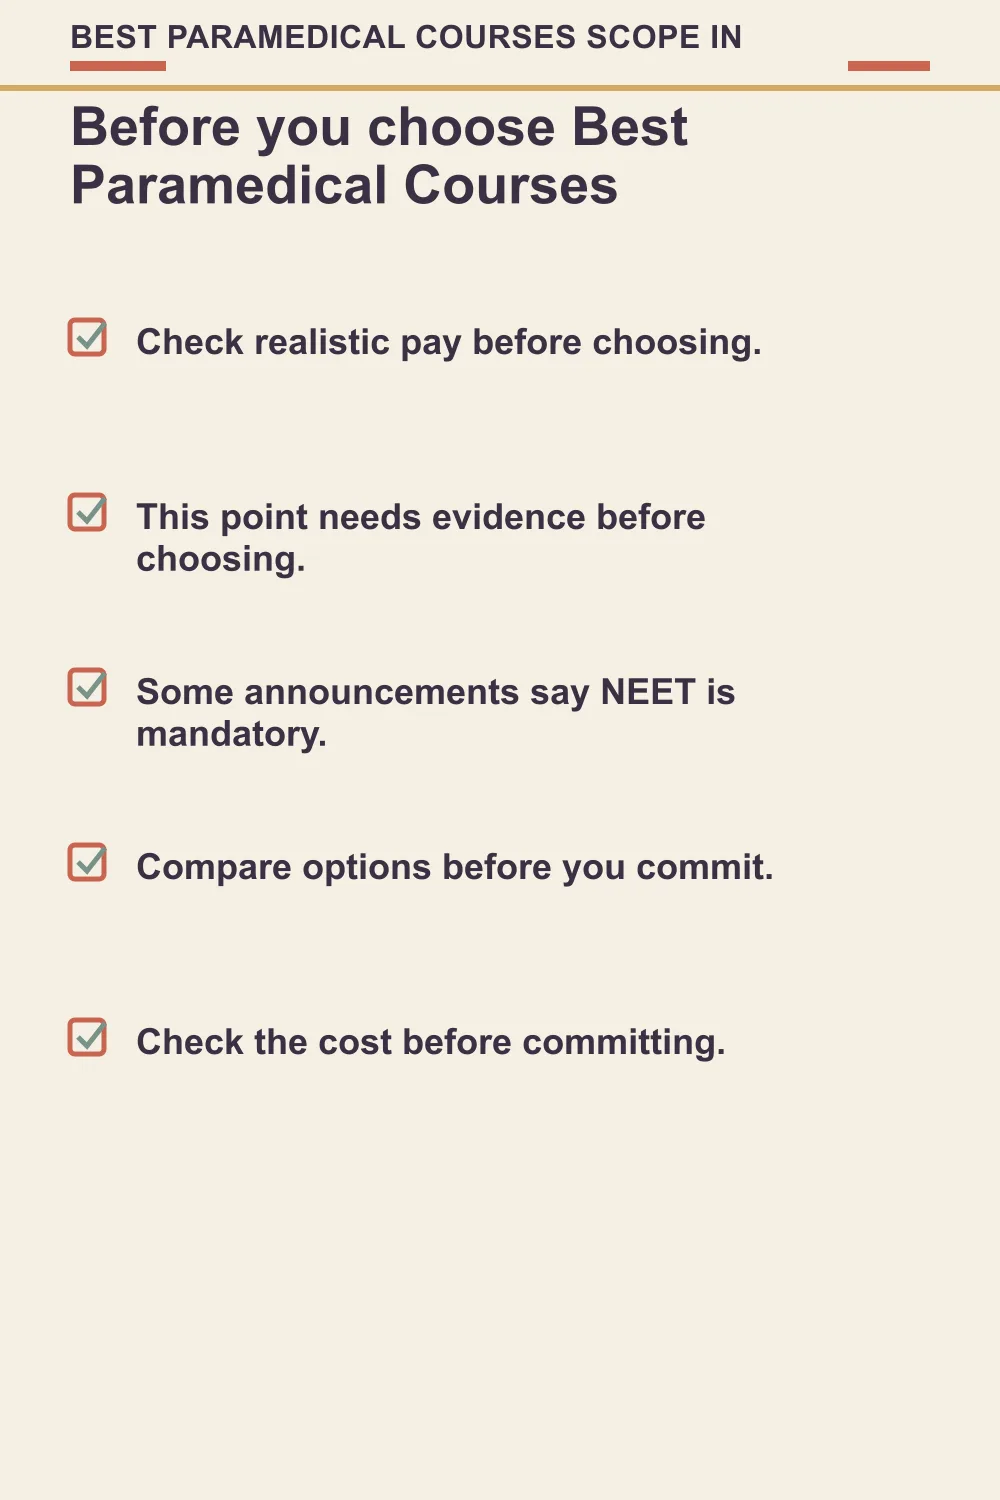 BEST PARAMEDICAL COURSES SCOPE IN
Before you choose Best
Paramedical Courses
Check realistic pay before choosing.
This point needs evidence before
choosing.
Some announcements say NEET is
mandatory.
Compare options before you commit.
Check the cost before committing.